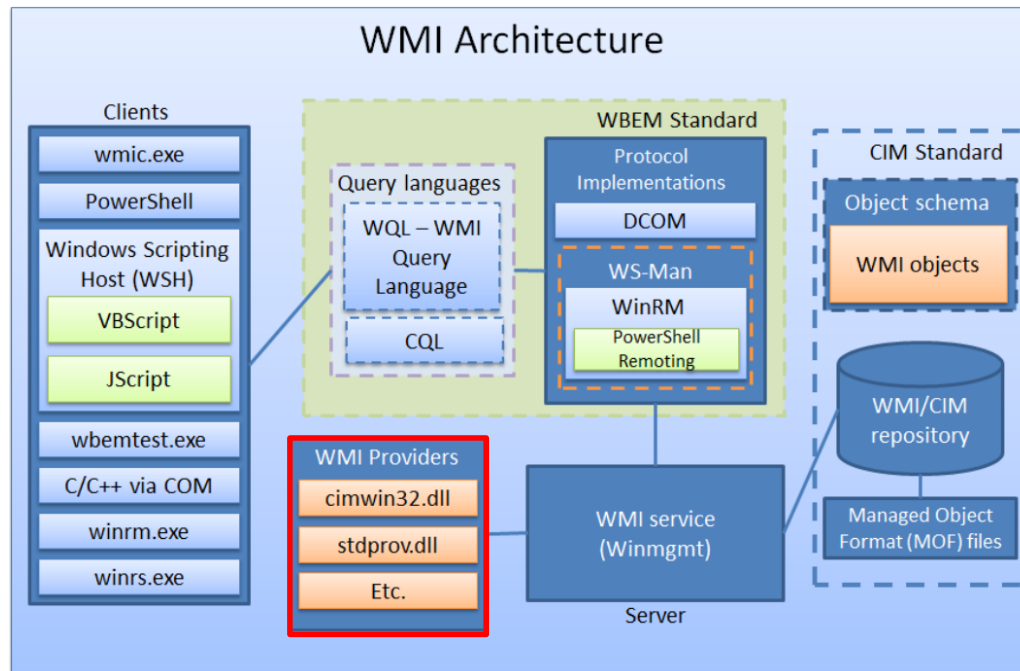 WMI Architecture
Clients
wmic.exe
PowerShell
Windows Scripting
Host (WSH)
VBScript
JScript
wbemtest.exe
C/C++ via COM
winrm.exe
winrs.exe
WBEM Standard
Query languages
WQL – WMI
Query
Language
CQL
Protocol
Implementations
DCOM
WS-Man
WinRM
PowerShell
Remoting
WMI Providers
cimwin32.dll
stdprov.dll
Etc.
WMI service
(Winmgmt)
Server
CIM Standard
Object schema
WMI objects
WMI/CIM
repository
Managed Object
Format (MOF) files